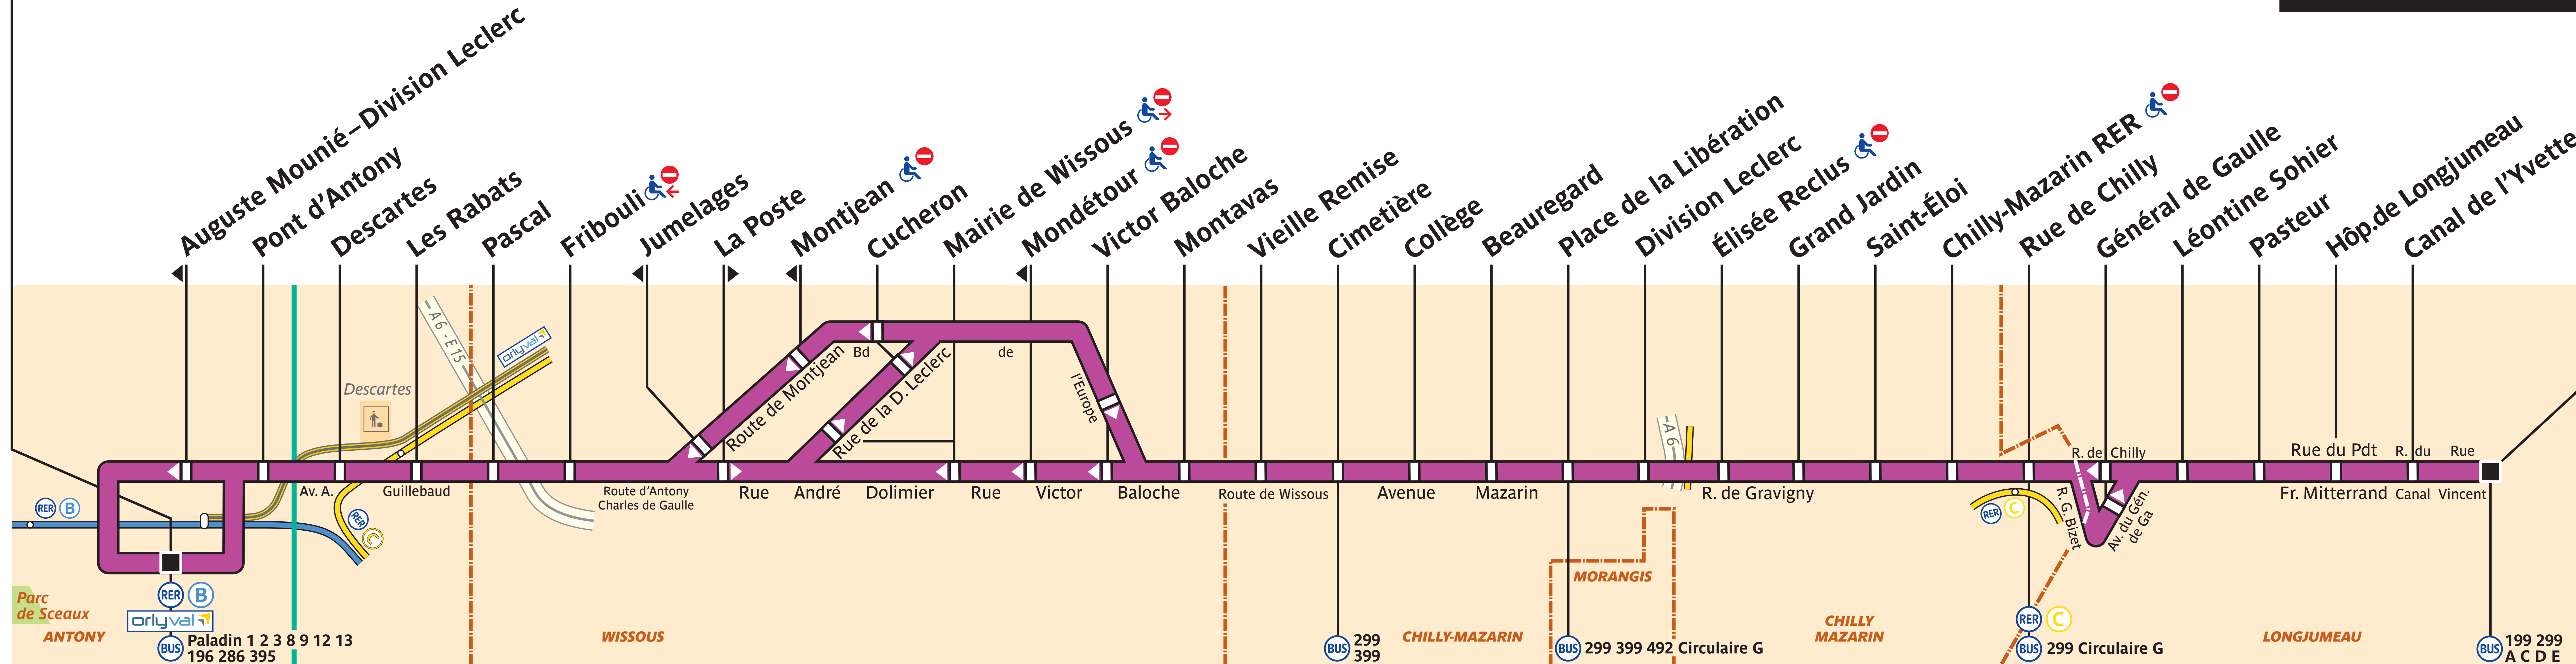 Auguste Mounié–Division Leclerc
Pont d'Antony
Descartes
Les Rabats
Pascal
Fribouli
Jumelages
La Poste
Montjean
Cucheron
Mairie de Wissous
Mondétour
Victor Baloche
Montavas
Vieille Remise
Cimetière
Collège
Beauregard
Place de la Libération
Division Leclerc
Élisée Reclus
Grand Jardin
Saint-Éloi
Chilly-Mazarin RER
Rue de Chilly
Général de Gaulle
Léontine Sohier
Pasteur
Hôp.de Longjumeau
Canal de l'Yvette
A 6 - E 15
orlyval
Descartes
Route de Montjean
Bd
de
l'Europe
Rue de la D. Leclerc
A 6
R. de Chilly
Rue du Pdt
R. du
Rue
Av. A.
Guillebaud
Route d'Antony
Charles de Gaulle
Rue
André
Dolimier
Rue
Victor
Baloche
Route de Wissous
Avenue
Mazarin
R. de Gravigny
R. G. Bizet
Av. du Gén.
de Ga
Fr. Mitterrand
Canal
Vincent
RER B
RER C
RER C
RER B
orlyval
BUS Paladin 1 2 3 8 9 12 13
196 286 395
Parc
de Sceaux
ANTONY
WISSOUS
BUS 299
399
CHILLY-MAZARIN
MORANGIS
BUS 299 399 492 Circulaire G
CHILLY
MAZARIN
RER C
BUS 299 Circulaire G
LONGJUMEAU
BUS 199 299
A C D E